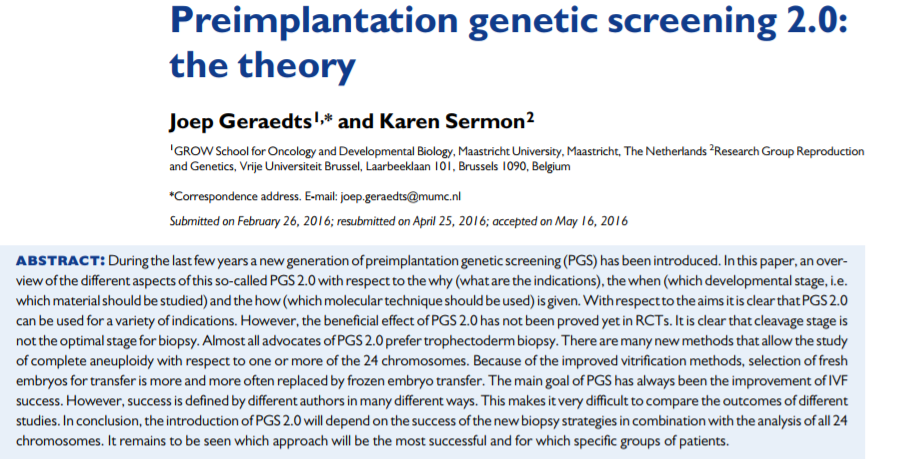 Preimplantation genetic screening 2.0:
the theory
Joep Geraedts1,* and Karen Sermon2
1GROW School for Oncology and Developmental Biology, Maastricht University, Maastricht, The Netherlands 2Research Group Reproduction
and Genetics, Vrije Universiteit Brussel, Laarbeeklaan 101, Brussels 1090, Belgium
*Correspondence address. E-mail: joep.geraedts@mumc.nl
Submitted on February 26, 2016; resubmitted on April 25, 2016; accepted on May 16, 2016
ABSTRACT: During the last few years a new generation of preimplantation genetic screening (PGS) has been introduced. In this paper, an over-
view of the different aspects of this so-called PGS 2.0 with respect to the why (what are the indications), the when (which developmental stage, i.e.
which material should be studied) and the how (which molecular technique should be used) is given. With respect to the aims it is clear that PGS 2.0
can be used for a variety of indications. However, the beneficial effect of PGS 2.0 has not been proved yet in RCTs. It is clear that cleavage stage is
not the optimal stage for biopsy. Almost all advocates of PGS 2.0 prefer trophectoderm biopsy. There are many new methods that allow the study
of complete aneuploidy with respect to one or more of the 24 chromosomes. Because of the improved vitrification methods, selection of fresh
embryos for transfer is more and more often replaced by frozen embryo transfer. The main goal of PGS has always been the improvement of IVF
success. However, success is defined by different authors in many different ways. This makes it very difficult to compare the outcomes of different
studies. In conclusion, the introduction of PGS 2.0 will depend on the success of the new biopsy strategies in combination with the analysis of all 24
chromosomes. It remains to be seen which approach will be the most successful and for which specific groups of patients.